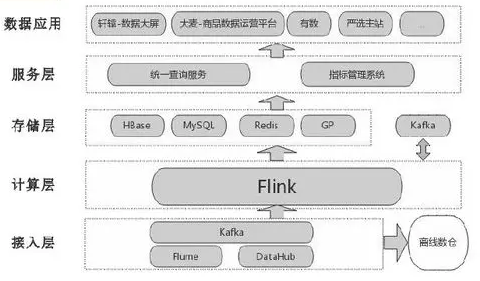 数据应用 轩辕-数据大屏 大麦-商品数据运营平台 有数 严选主站 ...
服务层 统一查询服务 指标管理系统
存储层 HBase MySQL Redis GP Kafka
计算层 Flink
接入层 Kafka
Flume DataHub 离线数仓